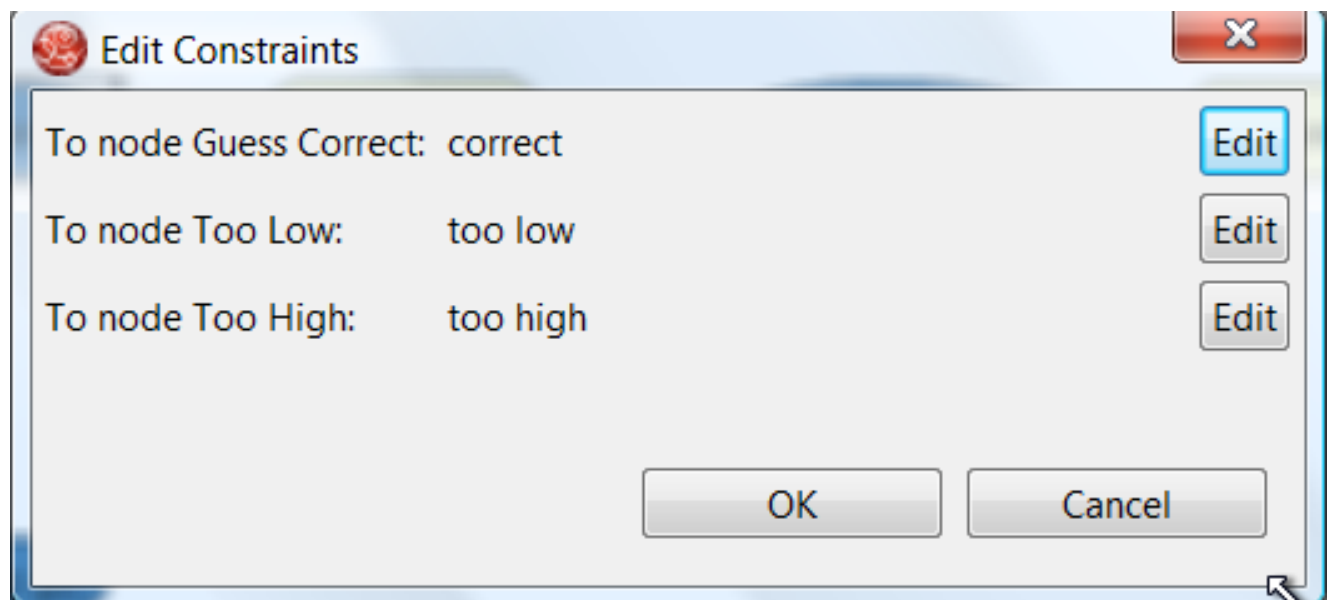 Edit Constraints
To node Guess Correct: correct Edit
To node Too Low: too low Edit
To node Too High: too high Edit
OK Cancel